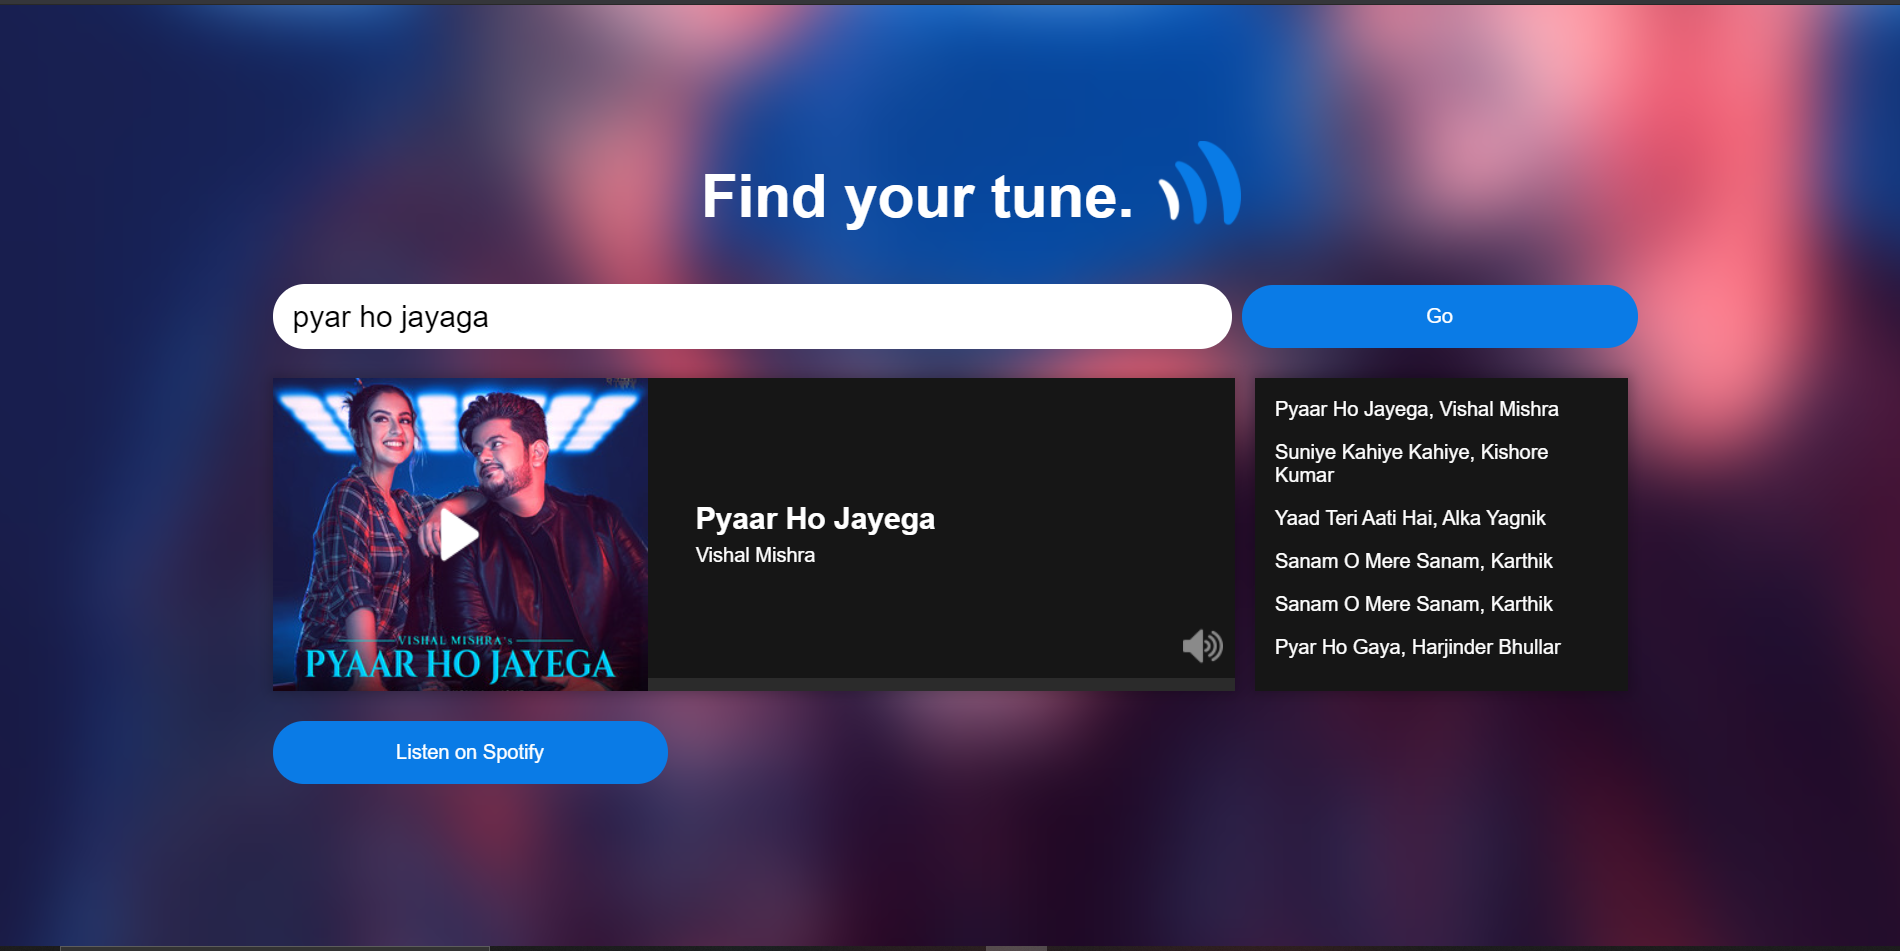 Find your tune.
pyar ho jayaga
Go
VISHAL MISHRA's
PYAAR HO JAYEGA
Pyaar Ho Jayega
Vishal Mishra
Pyaar Ho Jayega, Vishal Mishra
Suniye Kahiye Kahiye, Kishore
Kumar
Yaad Teri Aati Hai, Alka Yagnik
Sanam O Mere Sanam, Karthik
Sanam O Mere Sanam, Karthik
Pyar Ho Gaya, Harjinder Bhullar
Listen on Spotify